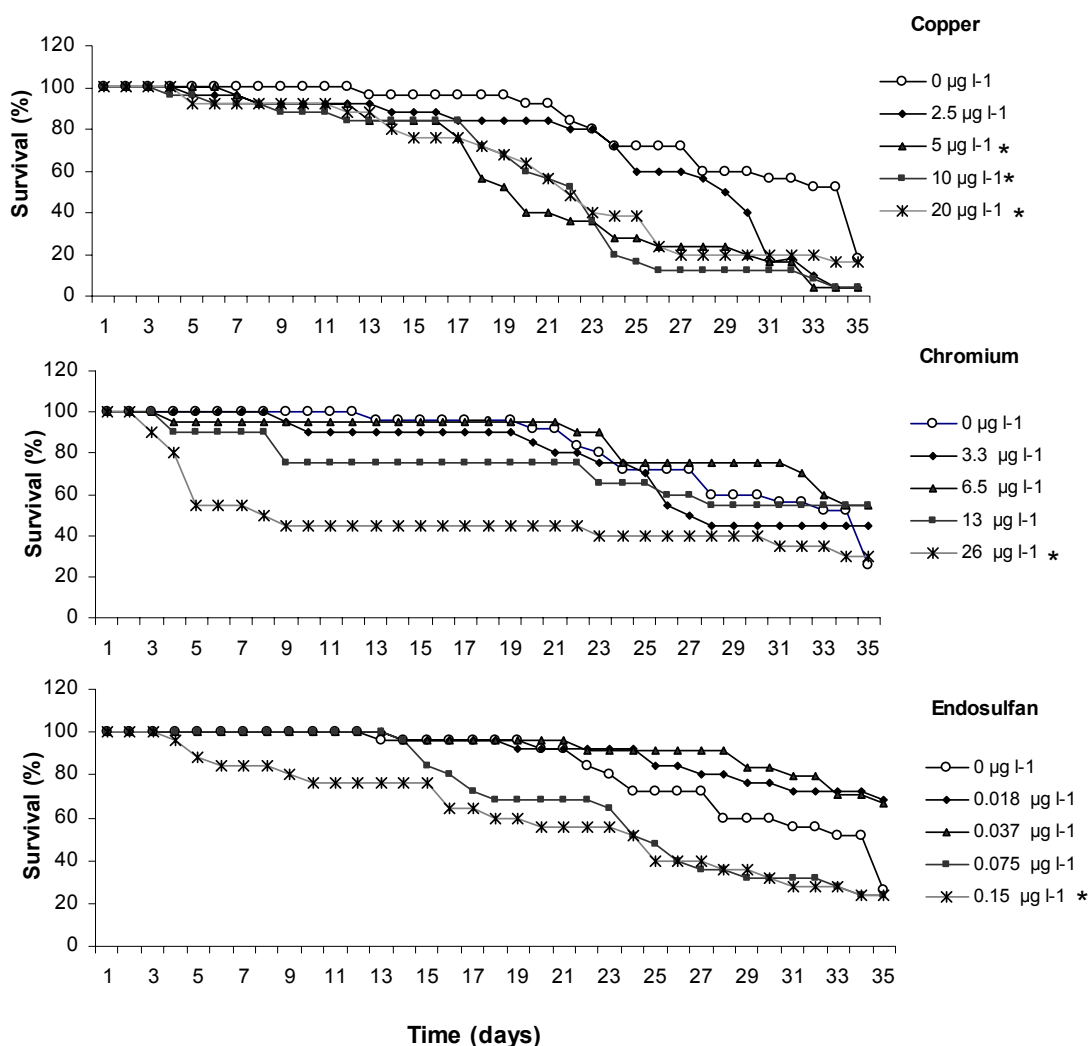 Copper
120
100
80
60
40
20
0
Survival (%)
1 3 5 7 9 11 13 15 17 19 21 23 25 27 29 31 33 35
0 µg l-1
2.5 µg l-1
5 µg l-1 *
10 µg l-1*
20 µg l-1 *
Chromium
120
100
80
60
40
20
0
Survival (%)
1 3 5 7 9 11 13 15 17 19 21 23 25 27 29 31 33 35
0 µg l-1
3.3 µg l-1
6.5 µg l-1
13 µg l-1
26 µg l-1 *
Endosulfan
120
100
80
60
40
20
0
Survival (%)
1 3 5 7 9 11 13 15 17 19 21 23 25 27 29 31 33 35
0 µg l-1
0.018 µg l-1
0.037 µg l-1
0.075 µg l-1
0.15 µg l-1 *
Time (days)